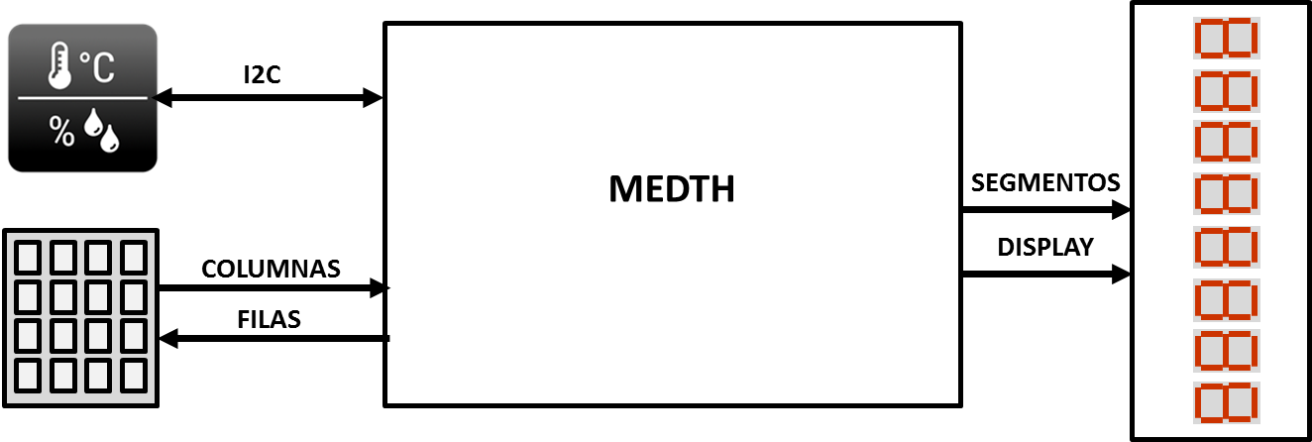 °C
%
I2C
MEDTH
COLUMNAS
FILAS
SEGMENTOS
DISPLAY